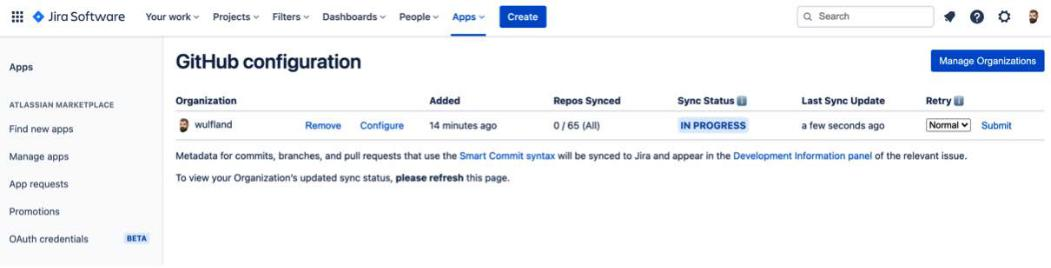 Jira Software Your work Projects Filters Dashboards People Apps Create Search
Apps
ATLASSIAN MARKETPLACE
Find new apps
Manage apps
App requests
Promotions
OAuth credentials BETA
GitHub configuration Manage Organizations
Organization Added Repos Synced Sync Status Last Sync Update Retry
wulfland Remove Configure 14 minutes ago 0 / 65 (All) IN PROGRESS a few seconds ago Normal Submit
Metadata for commits, branches, and pull requests that use the Smart Commit syntax will be synced to Jira and appear in the Development Information panel of the relevant issue.
To view your Organization's updated sync status, please refresh this page.